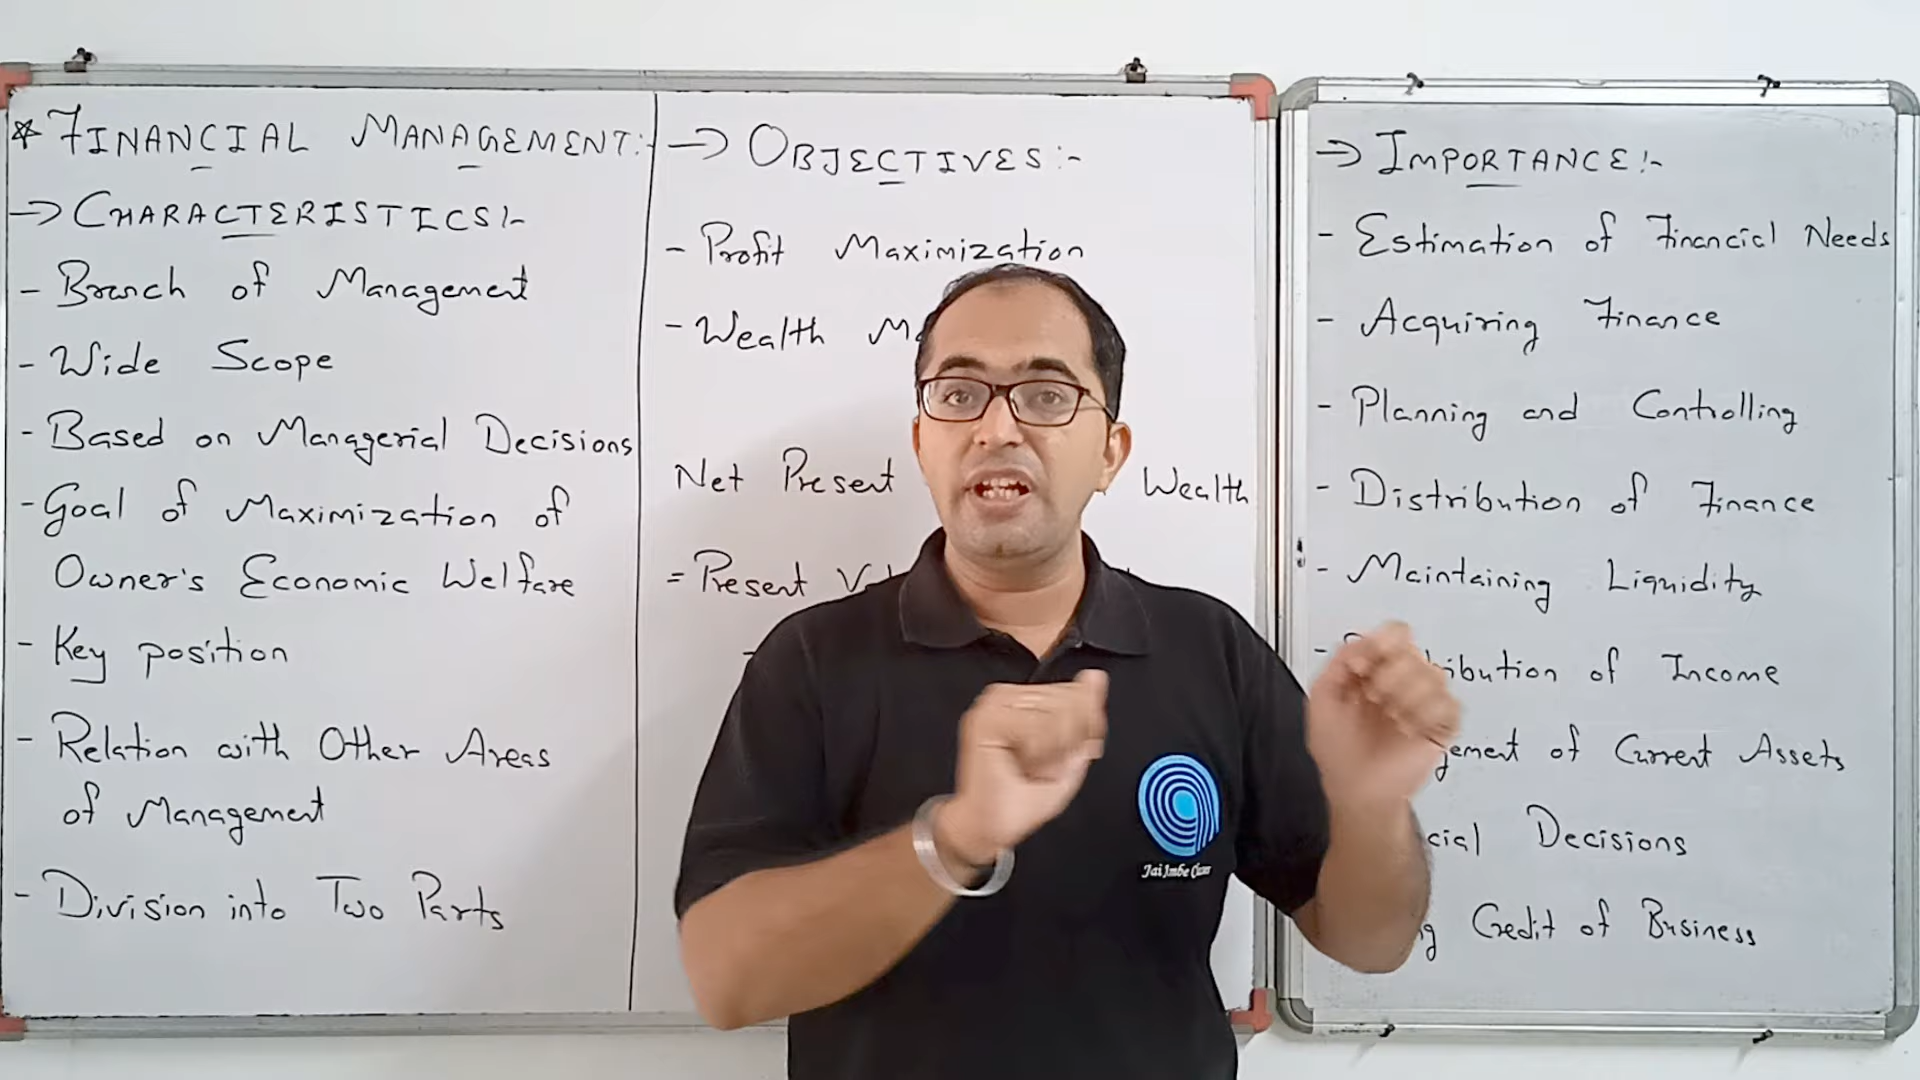 * FINANCIAL MANAGEMENT:-
→ CHARACTERISTICS:-
- Branch of Management
- Wide Scope
- Based on Managerial Decisions
- Goal of Maximization of
Owner's Economic Welfare
- Key position
- Relation with Other Areas
of Management
- Division into Two Parts
→ OBJECTIVES:-
- Profit Maximization
- Wealth
Net Present Wealth
= Present
→ IMPORTANCE:-
- Estimation of Financial Needs
- Acquiring Finance
- Planning and Controlling
- Distribution of Finance
- Maintaining Liquidity
- of Income
of Current Assets
Decisions
Credit of Business
Jai Ambe Classes